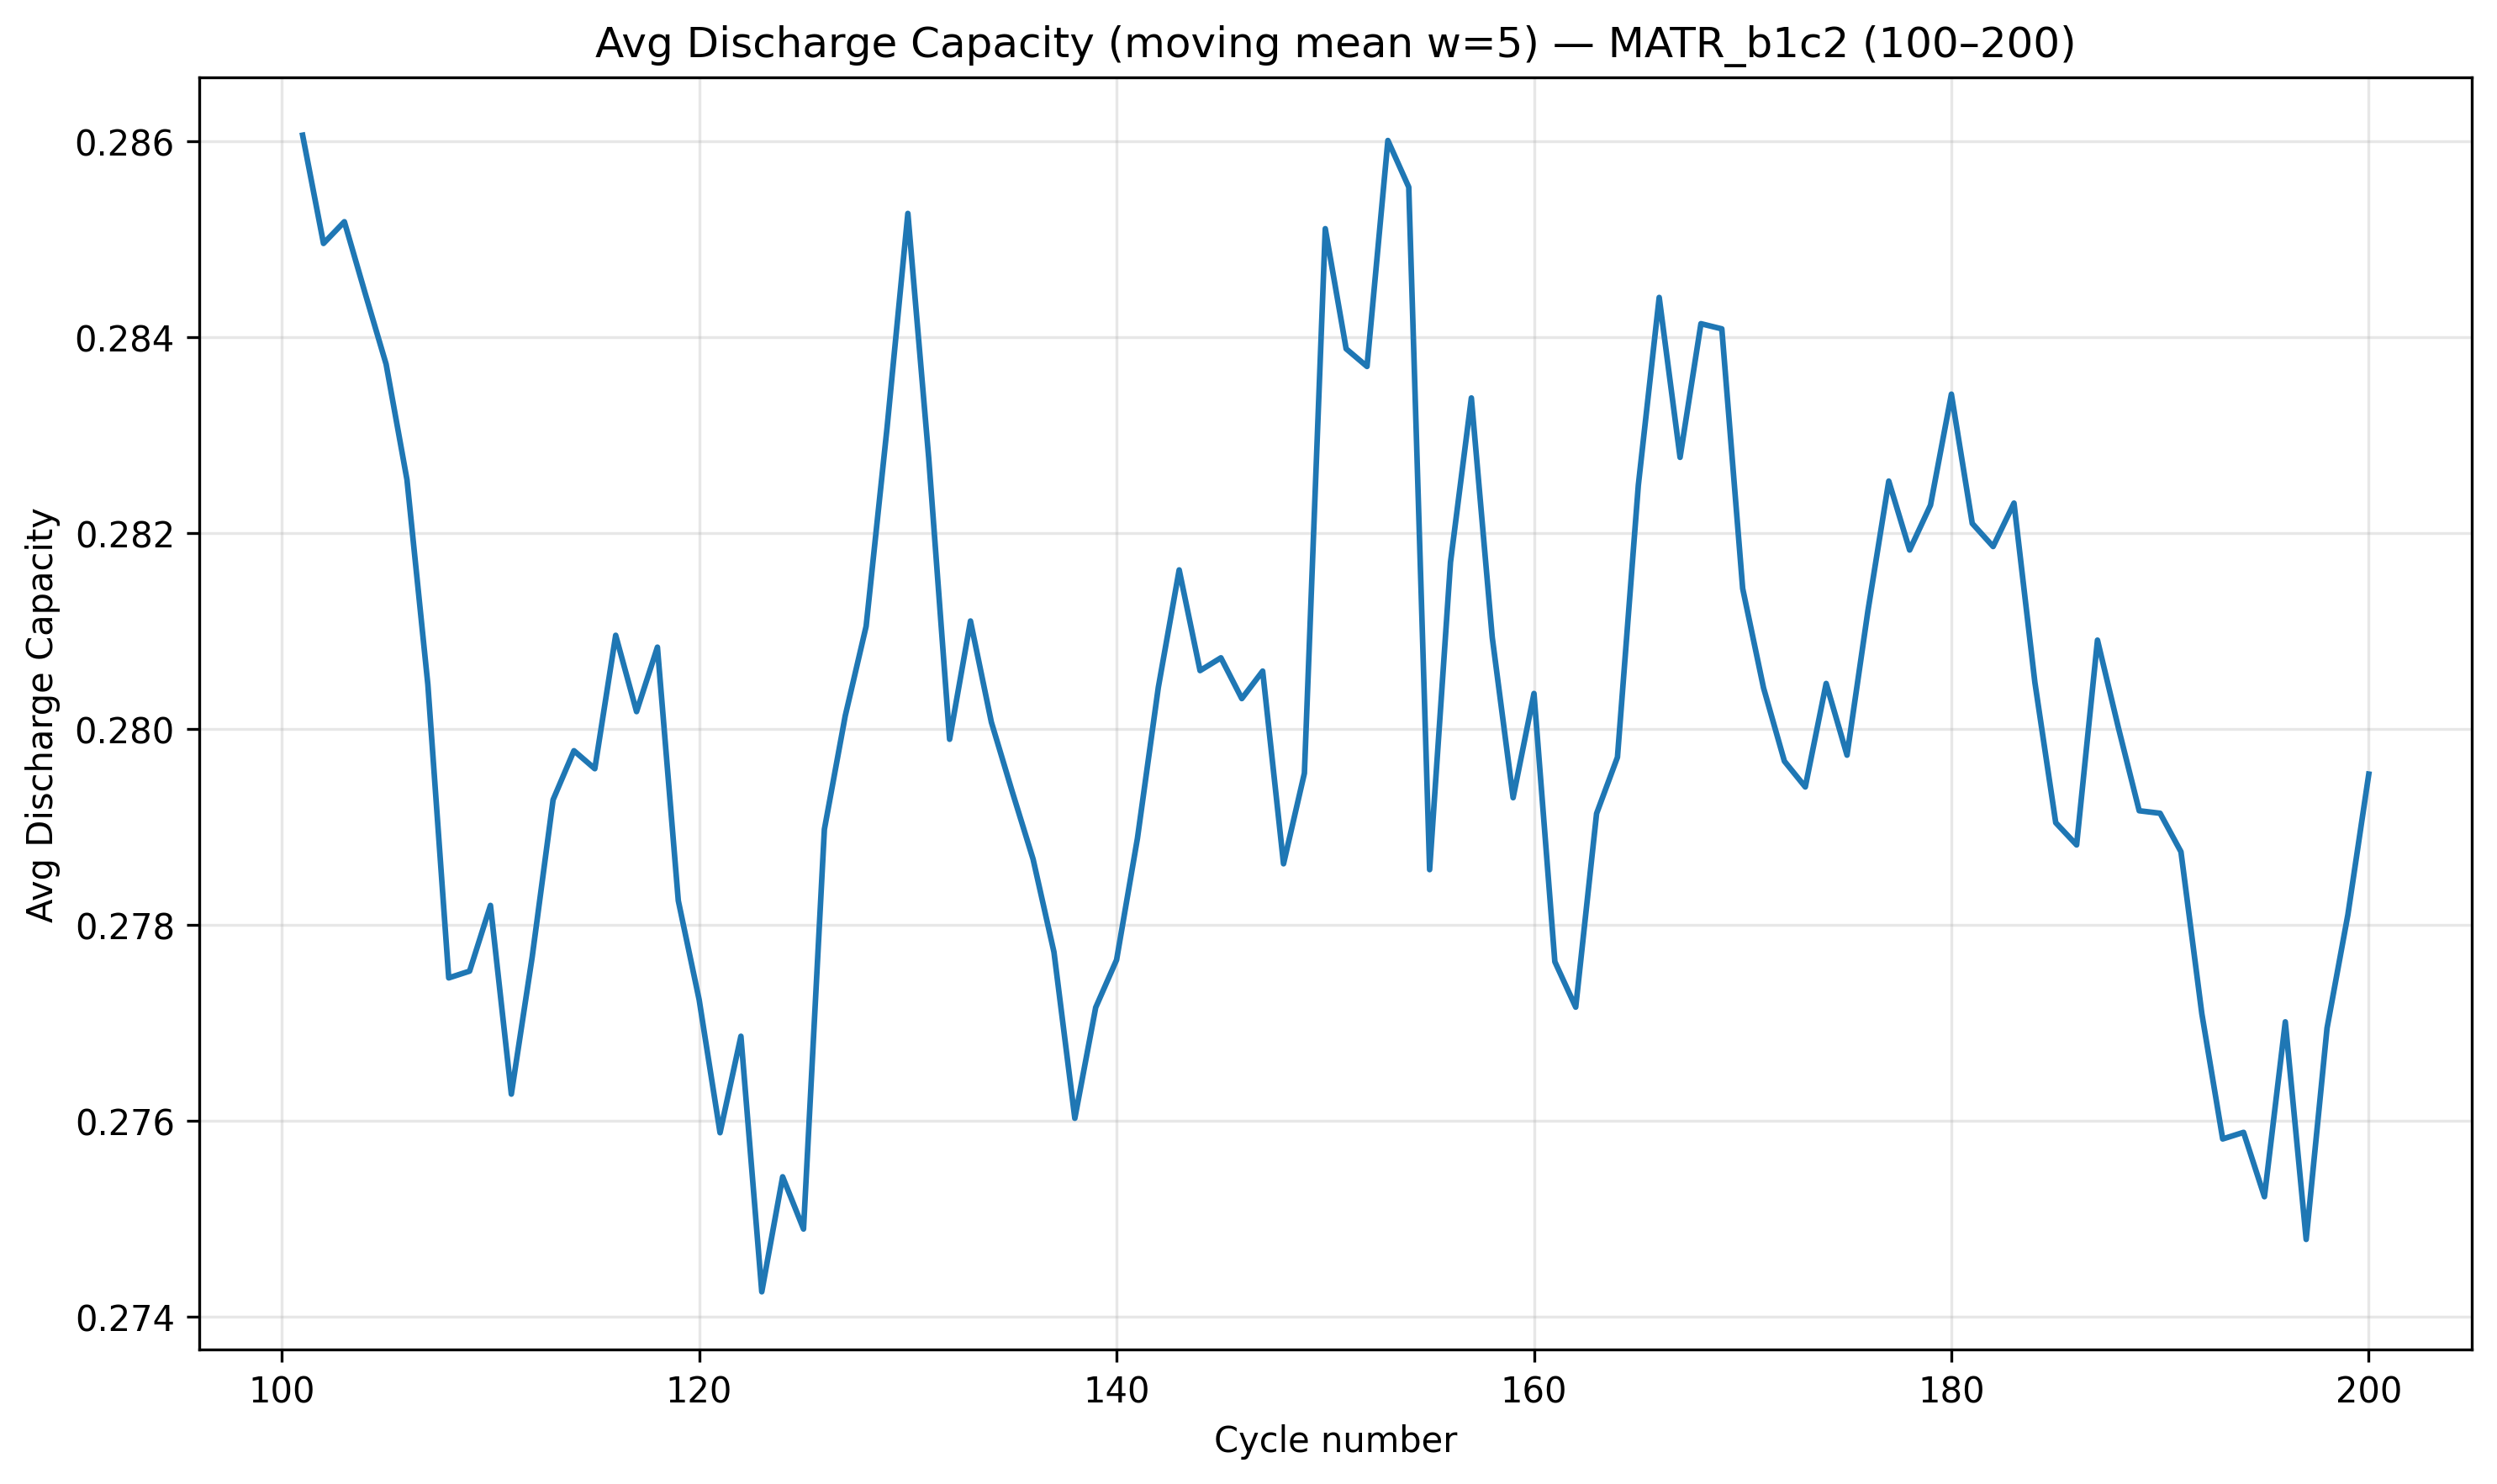 Avg Discharge Capacity (moving mean w=5) — MATR_b1c2 (100–200)
Avg Discharge Capacity
0.286
0.284
0.282
0.280
0.278
0.276
0.274
100 120 140 160 180 200
Cycle number